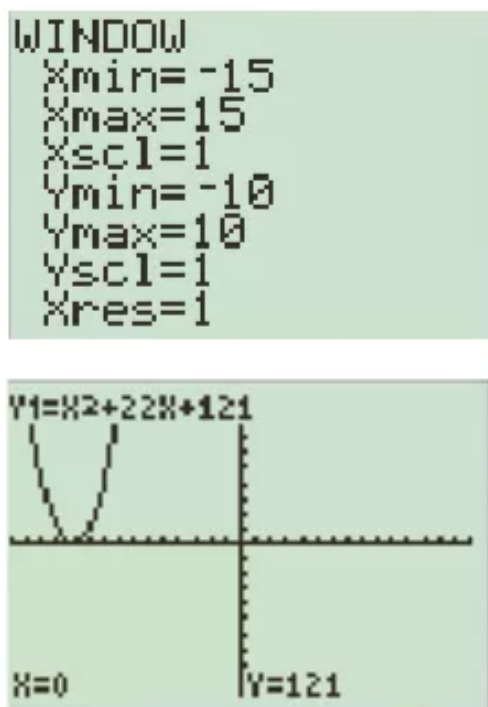 WINDOW
Xmin=-15
Xmax=15
Xscl=1
Ymin=-10
Ymax=10
Yscl=1
Xres=1
Y1=X²+22X+121
X=0 Y=121